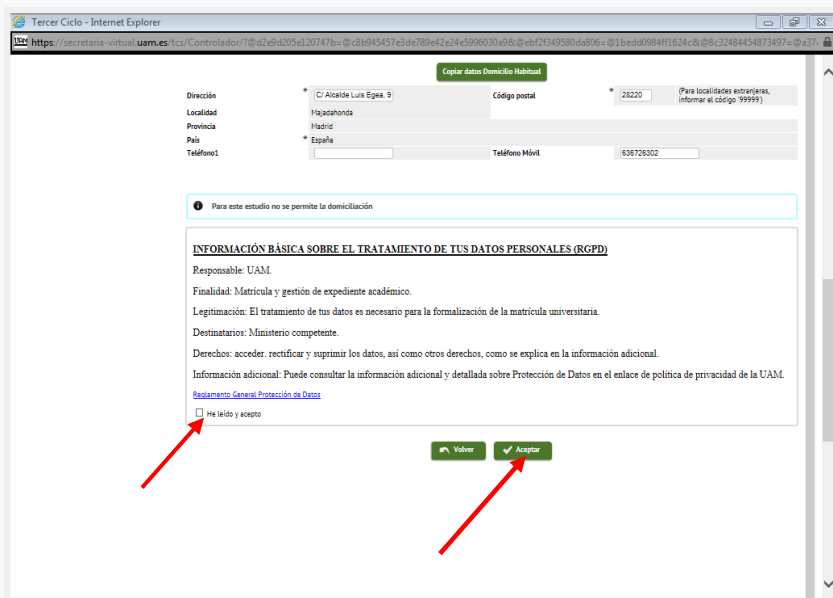 Tercer Ciclo - Internet Explorer
UAM https://secretaria-virtual.uam.es/tcs/Controlador/?@d2e9d205e120747b=@c8b945457e3de789e42e24e5996030a9&@ebf2f349580da806=@1bedd0984ff1624c&@8c32484454873497=@a37
Copiar datos Domicilio Habitual
Dirección * C/ Alcalde Luis Egea. 9 Código postal * 28220 (Para localidades extranjeras, informar el código '99999')
Localidad Majadahonda
Provincia Madrid
País * España
Teléfono1 Teléfono Móvil 636726302
Para este estudio no se permite la domiciliación
INFORMACIÓN BÁSICA SOBRE EL TRATAMIENTO DE TUS DATOS PERSONALES (RGPD)
Responsable: UAM.
Finalidad: Matrícula y gestión de expediente académico.
Legitimación: El tratamiento de tus datos es necesario para la formalización de la matrícula universitaria.
Destinatarios: Ministerio competente.
Derechos: acceder. rectificar y suprimir los datos, así como otros derechos, como se explica en la información adicional.
Información adicional: Puede consultar la información adicional y detallada sobre Protección de Datos en el enlace de política de privacidad de la UAM.
Reglamento General Protección de Datos
He leído y acepto
Volver Aceptar